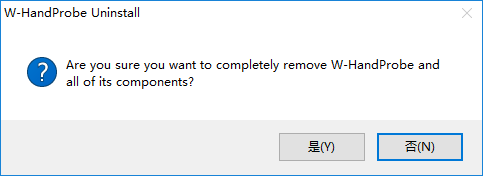 W-HandProbe Uninstall
Are you sure you want to completely remove W-HandProbe and
all of its components?
是(Y)
否(N)